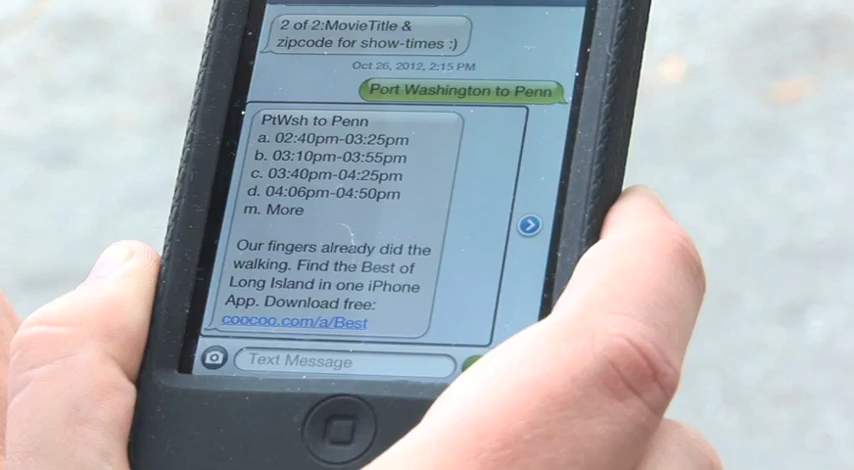 2 of 2:MovieTitle &
zipcode for show-times :)
Oct 26, 2012, 2:15 PM
Port Washington to Penn
PtWsh to Penn
a. 02:40pm-03:25pm
b. 03:10pm-03:55pm
c. 03:40pm-04:25pm
d. 04:06pm-04:50pm
m. More
Our fingers already did the
walking. Find the Best of
Long Island in one iPhone
App. Download free:
coocoo.com/a/Best
Text Message